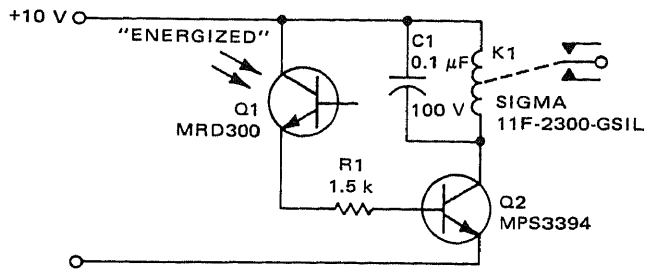 +10 V
"ENERGIZED"
C1
0.1 µF
100 V
K1
SIGMA
11F-2300-GSIL
Q1
MRD300
R1
1.5 k
Q2
MPS3394